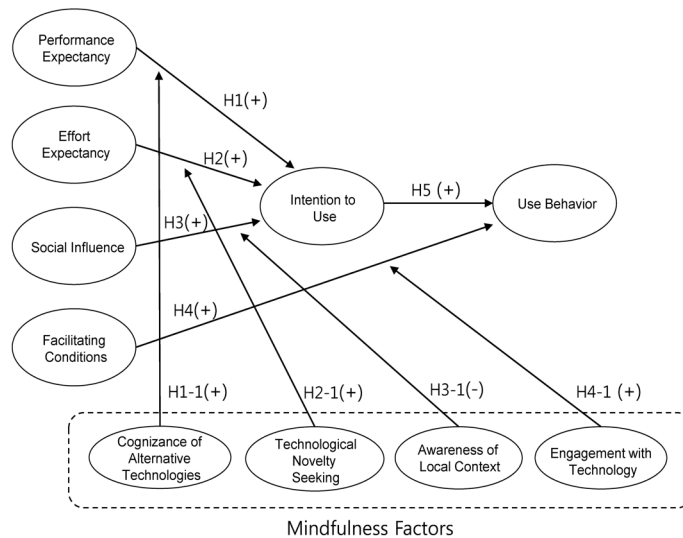 Performance
Expectancy
H1(+)
Effort
Expectancy
H2(+)
Intention to
Use
H5 (+)
Use Behavior
Social Influence
H3(+)
H4(+)
Facilitating
Conditions
H1-1(+)
H2-1(+)
H3-1(-)
H4-1 (+)
Cognizance of
Alternative
Technologies
Technological
Novelty
Seeking
Awareness of
Local Context
Engagement with
Technology
Mindfulness Factors